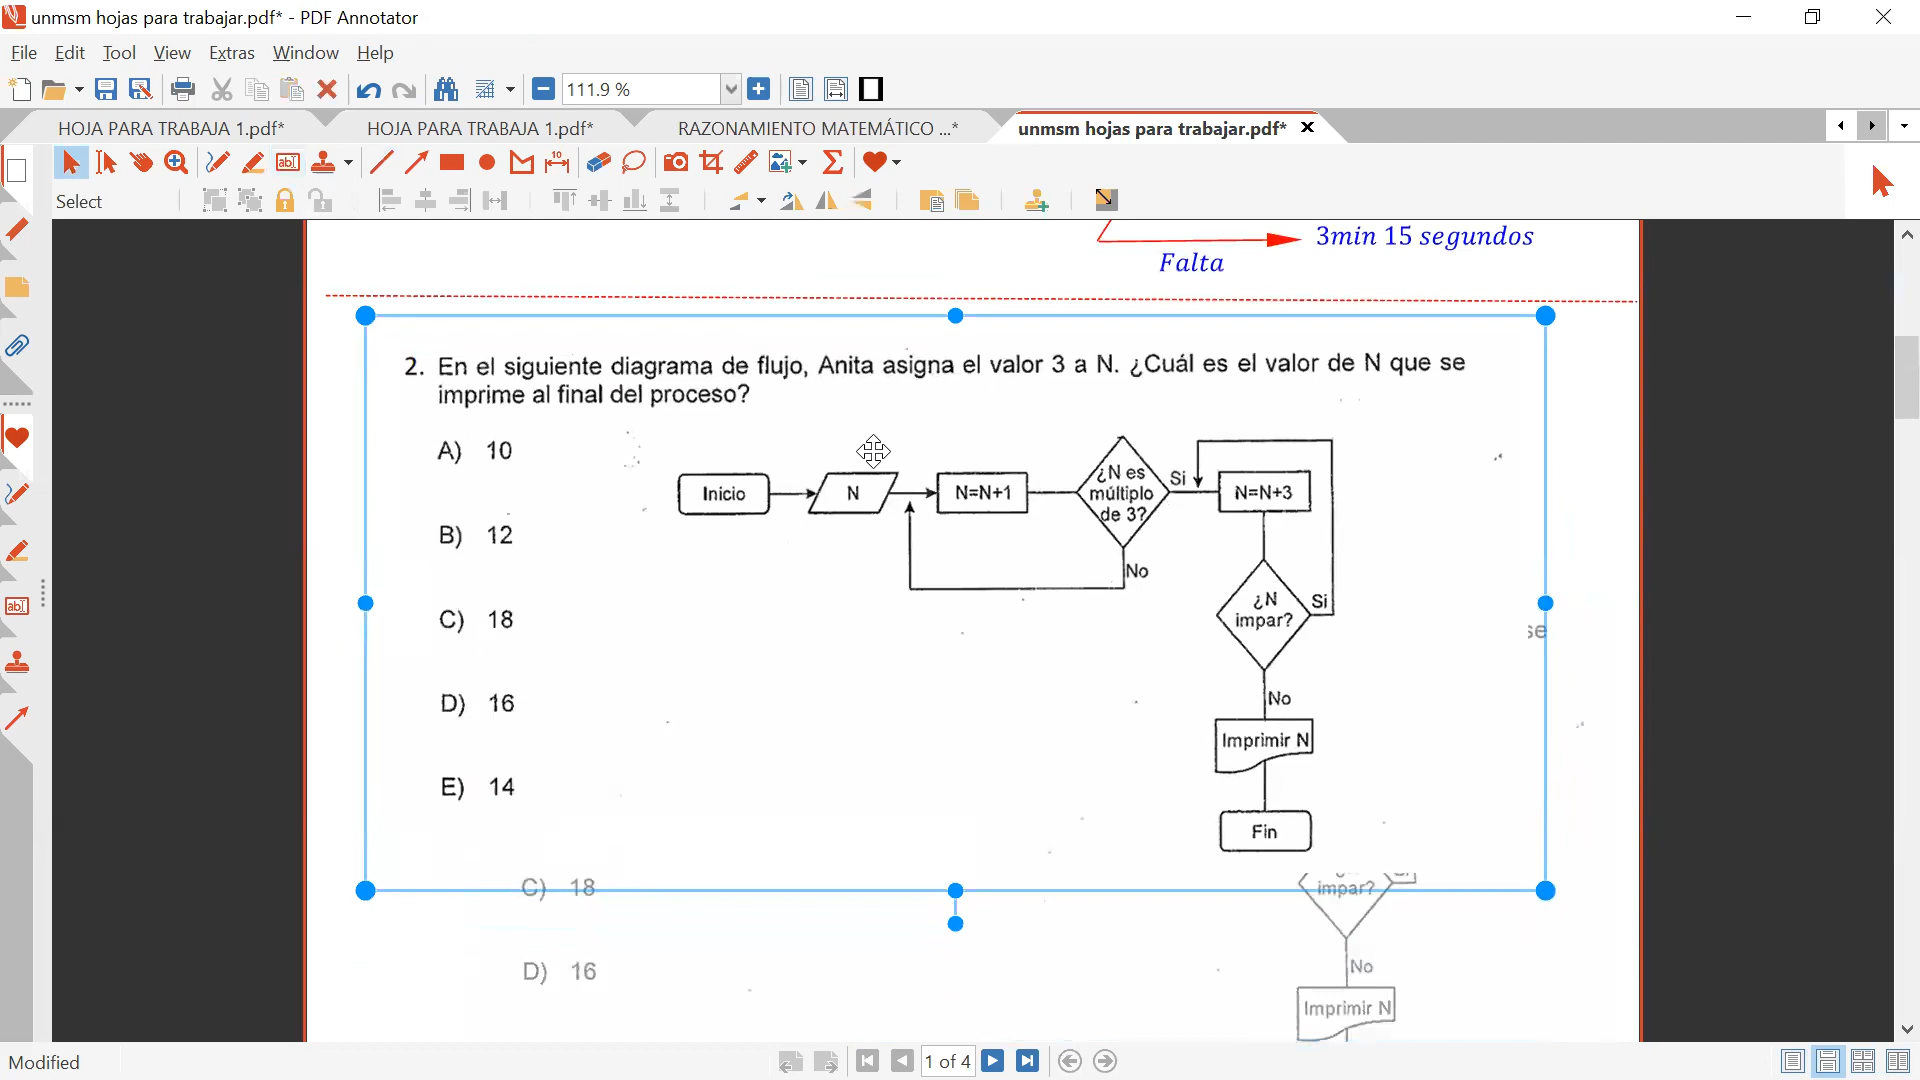 unmsm hojas para trabajar.pdf* - PDF Annotator
File Edit Tool View Extras Window Help
111.9 %
HOJA PARA TRABAJA 1.pdf* HOJA PARA TRABAJA 1.pdf* RAZONAMIENTO MATEMÁTICO ...* unmsm hojas para trabajar.pdf*
Select
3min 15 segundos
Falta
2. En el siguiente diagrama de flujo, Anita asigna el valor 3 a N. ¿Cuál es el valor de N que se
imprime al final del proceso?
A) 10
B) 12
C) 18
D) 16
E) 14
Inicio
N
N=N+1
¿N es
múltiplo
de 3?
Si
No
N=N+3
¿N
impar?
Si
No
Imprimir N
Fin
se
C) 18
impar?
D) 16
No
Imprimir N
Modified
1 of 4